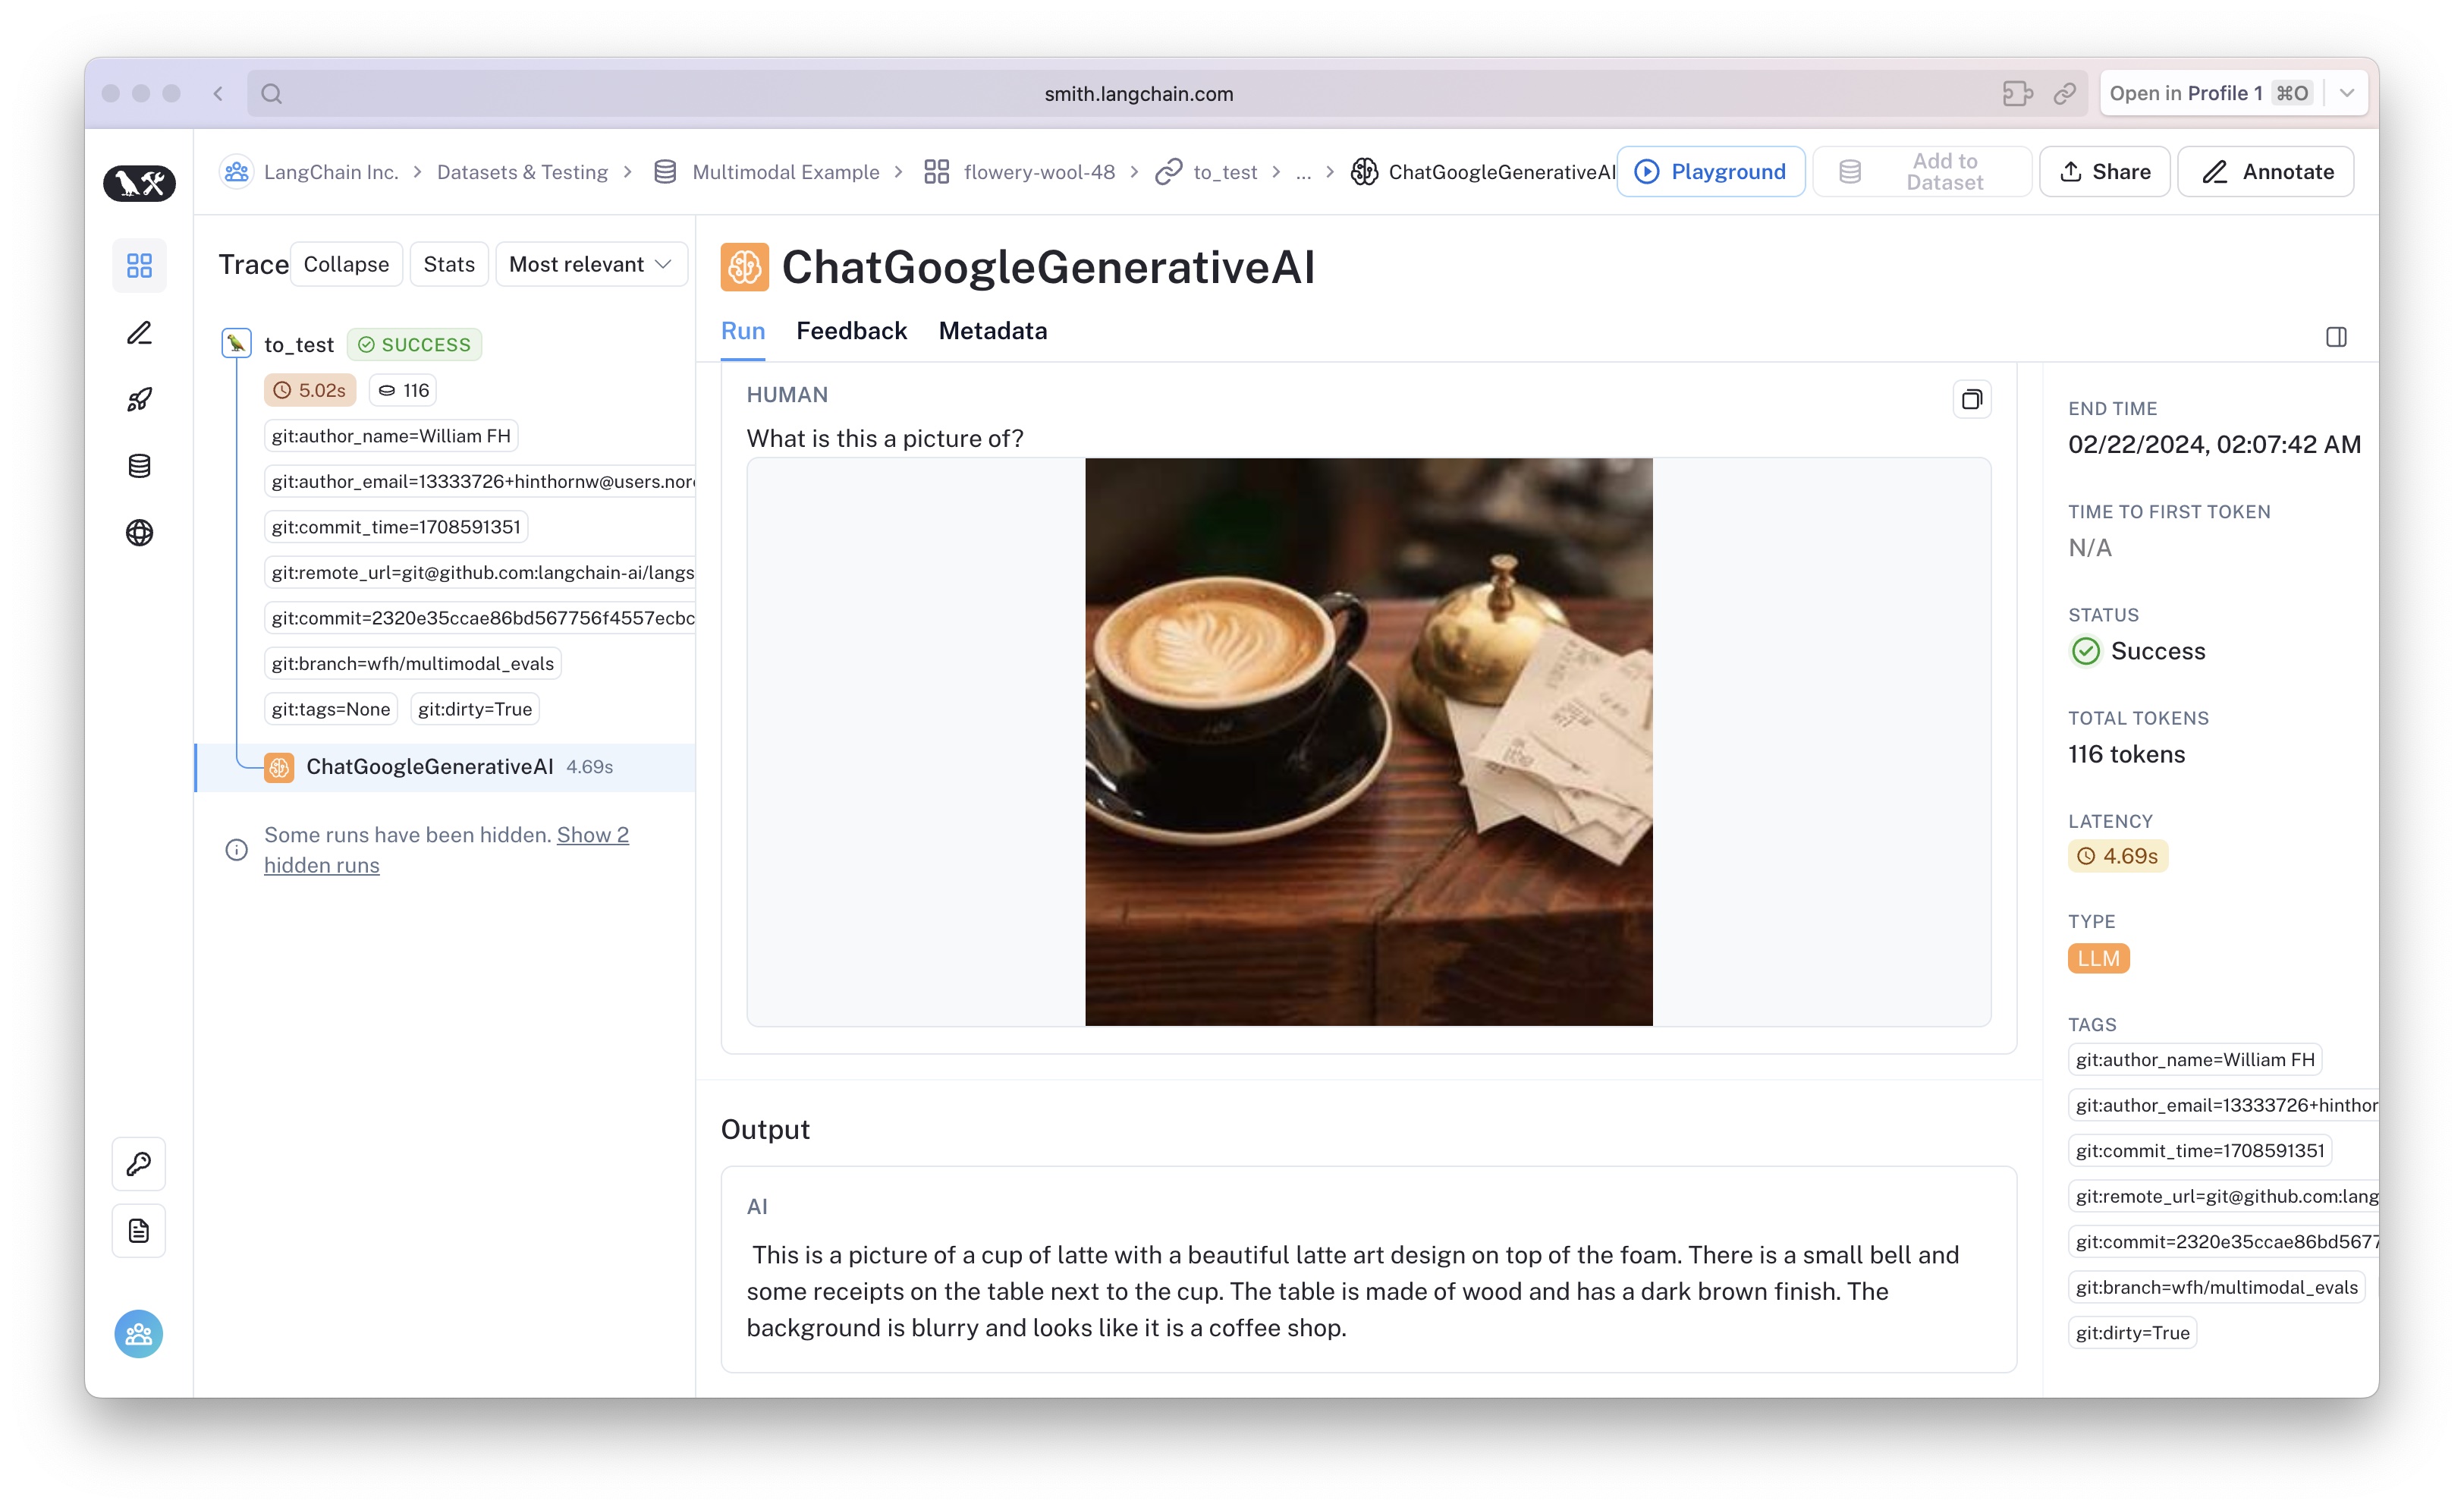 smith.langchain.com
Open in Profile 1 ⌘O
LangChain Inc. > Datasets & Testing > Multimodal Example > flowery-wool-48 > to_test > ... > ChatGoogleGenerativeAI
Playground
Add to
Dataset
Share
Annotate
Trace
Collapse
Stats
Most relevant
to_test SUCCESS
5.02s 116
git:author_name=William FH
git:author_email=13333726+hinthornw@users.nor
git:commit_time=1708591351
git:remote_url=git@github.com:langchain-ai/langs
git:commit=2320e35ccae86bd567756f4557ecbc
git:branch=wfh/multimodal_evals
git:tags=None git:dirty=True
ChatGoogleGenerativeAI 4.69s
Some runs have been hidden. Show 2
hidden runs
ChatGoogleGenerativeAI
Run Feedback Metadata
HUMAN
What is this a picture of?
Output
AI
This is a picture of a cup of latte with a beautiful latte art design on top of the foam. There is a small bell and
some receipts on the table next to the cup. The table is made of wood and has a dark brown finish. The
background is blurry and looks like it is a coffee shop.
END TIME
02/22/2024, 02:07:42 AM
TIME TO FIRST TOKEN
N/A
STATUS
Success
TOTAL TOKENS
116 tokens
LATENCY
4.69s
TYPE
LLM
TAGS
git:author_name=William FH
git:author_email=13333726+hinthor
git:commit_time=1708591351
git:remote_url=git@github.com:lang
git:commit=2320e35ccae86bd5677
git:branch=wfh/multimodal_evals
git:dirty=True